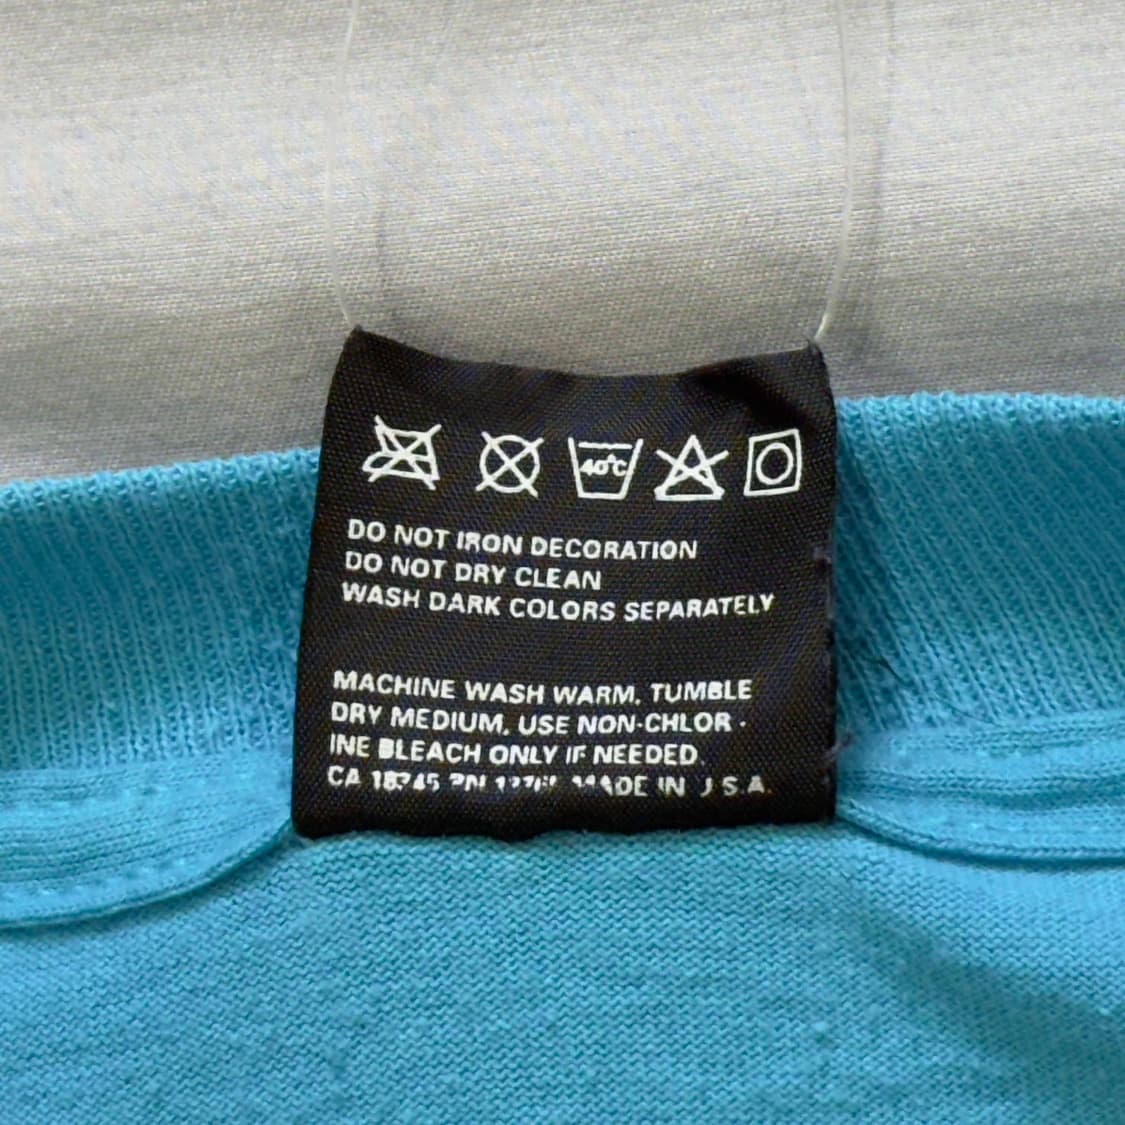 40°C
DO NOT IRON DECORATION
DO NOT DRY CLEAN
WASH DARK COLORS SEPARATELY
MACHINE WASH WARM, TUMBLE
DRY MEDIUM, USE NON-CHLOR -
INE BLEACH ONLY IF NEEDED.
CA MADE IN U.S.A.